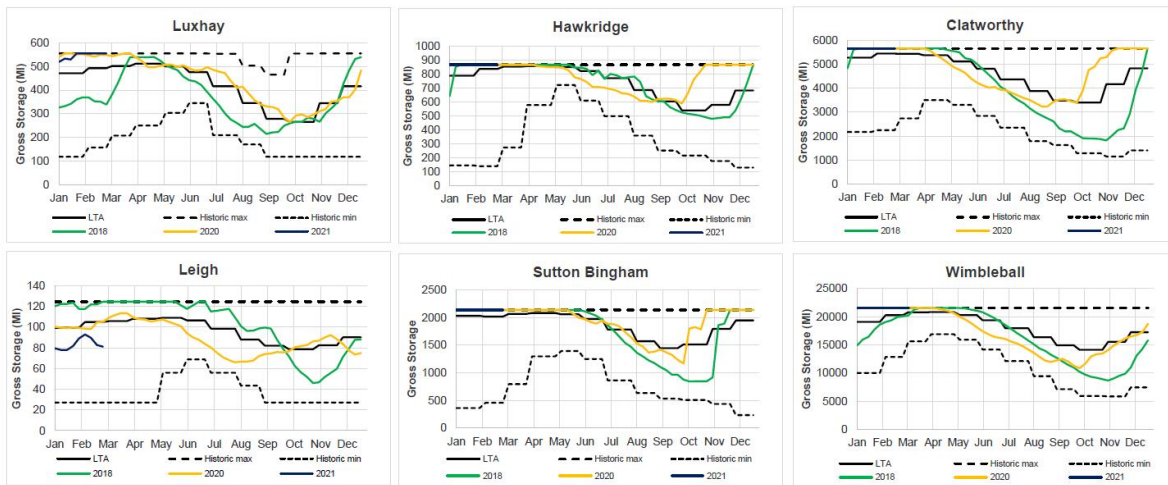 Luxhay
Gross Storage (Ml)
600
500
400
300
200
100
0
Jan Feb Mar Apr May Jun Jul Aug Sep Oct Nov Dec
LTA Historic max Historic min
2018 2020 2021
Hawkridge
Gross Storage (Ml)
1000
900
800
700
600
500
400
300
200
100
0
Jan Feb Mar Apr May Jun Jul Aug Sep Oct Nov Dec
LTA Historic max Historic min
2018 2020 2021
Clatworthy
Gross Storage (Ml)
6000
5000
4000
3000
2000
1000
0
Jan Feb Mar Apr May Jun Jul Aug Sep Oct Nov Dec
LTA Historic max Historic min
2018 2020 2021
Leigh
Gross Storage (Ml)
140
120
100
80
60
40
20
0
Jan Feb Mar Apr May Jun Jul Aug Sep Oct Nov Dec
LTA Historic max Historic min
2018 2020 2021
Sutton Bingham
Gross Storage (Ml)
2500
2000
1500
1000
500
0
Jan Feb Mar Apr May Jun Jul Aug Sep Oct Nov Dec
LTA Historic max Historic min
2018 2020 2021
Wimbleball
Gross Storage (Ml)
25000
20000
15000
10000
5000
0
Jan Feb Mar Apr May Jun Jul Aug Sep Oct Nov Dec
LTA Historic max Historic min
2018 2020 2021